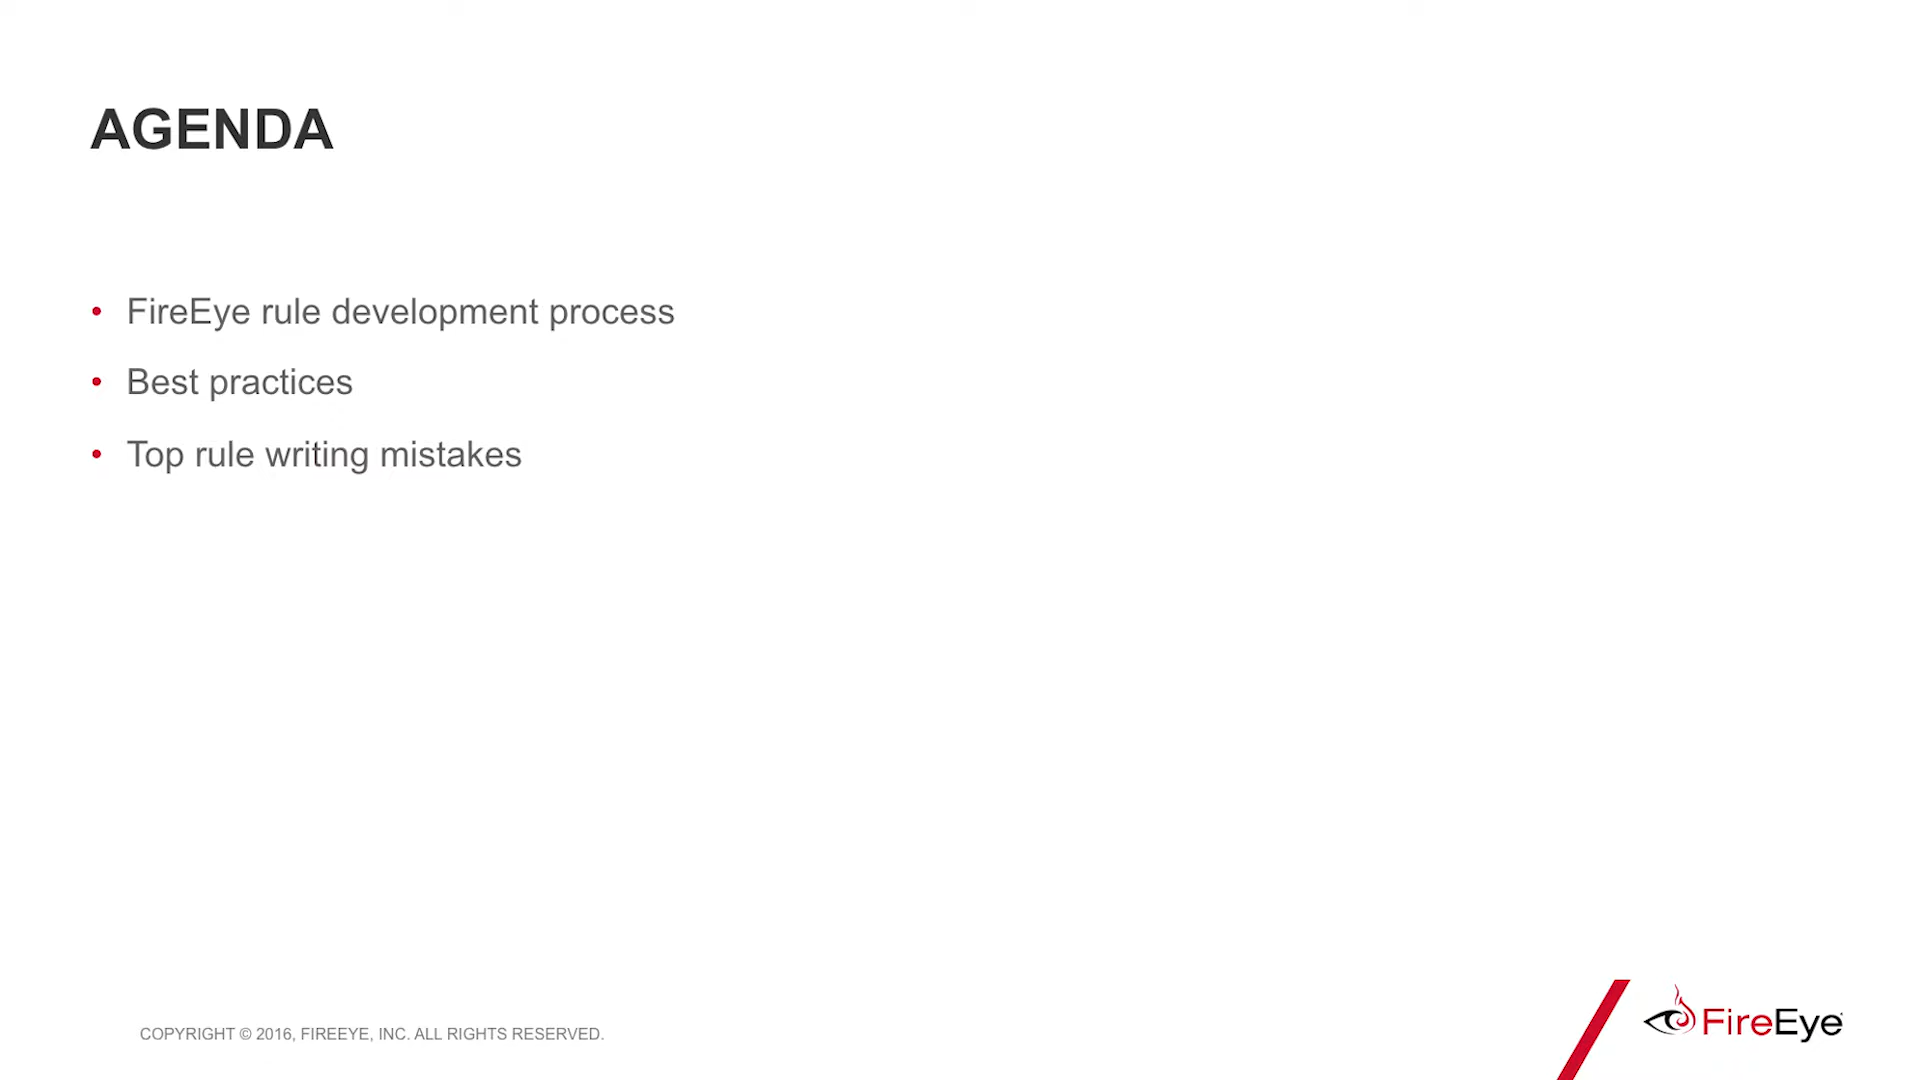 AGENDA
• FireEye rule development process
• Best practices
• Top rule writing mistakes
COPYRIGHT © 2016, FIREEYE, INC. ALL RIGHTS RESERVED.
FireEye